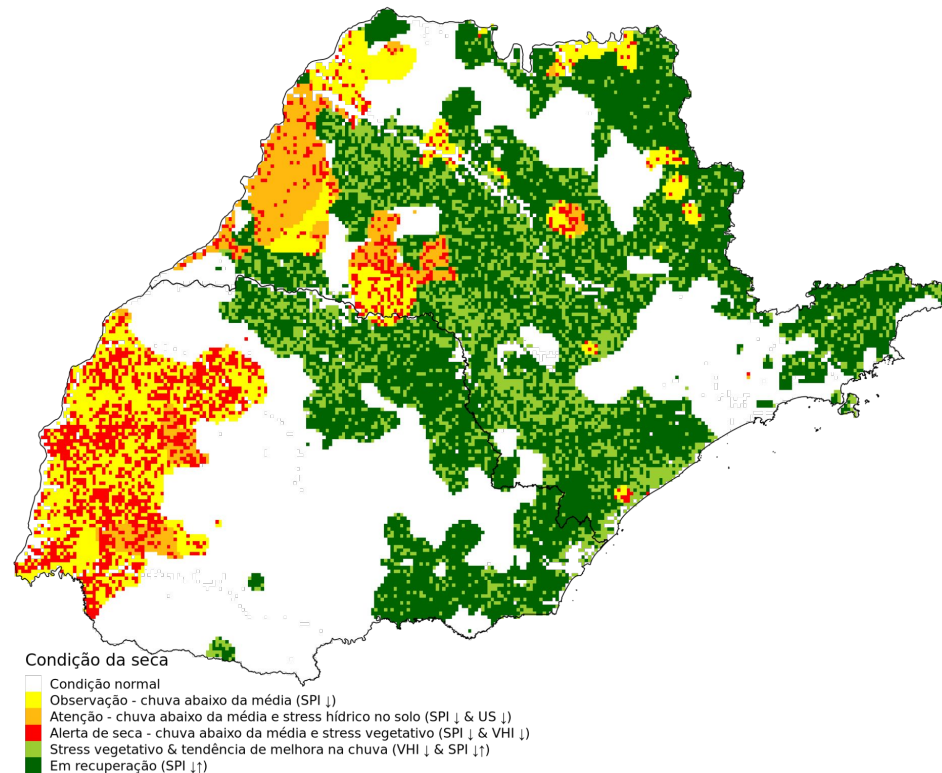 Condição da seca
Condição normal
Observação - chuva abaixo da média (SPI ↓)
Atenção - chuva abaixo da média e stress hídrico no solo (SPI ↓ & US ↓)
Alerta de seca - chuva abaixo da média e stress vegetativo (SPI ↓ & VHI ↓)
Stress vegetativo & tendência de melhora na chuva (VHI ↓ & SPI ↓↑)
Em recuperação (SPI ↓↑)